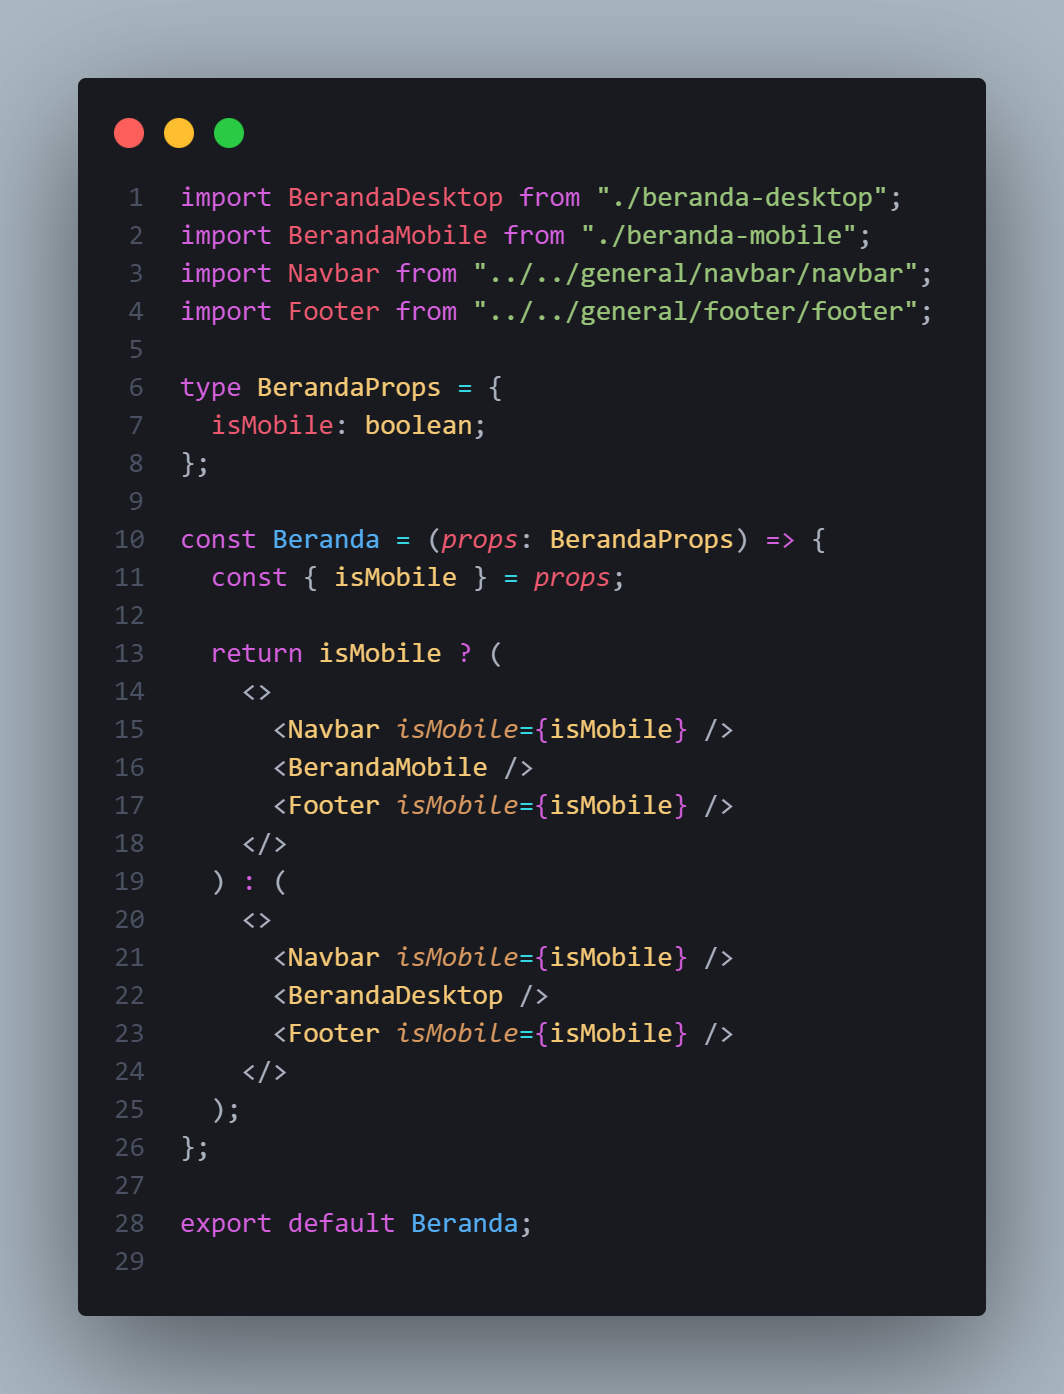 1 import BerandaDesktop from "./beranda-desktop";
2 import BerandaMobile from "./beranda-mobile";
3 import Navbar from "../../general/navbar/navbar";
4 import Footer from "../../general/footer/footer";
5
6 type BerandaProps = {
7   isMobile: boolean;
8 };
9
10 const Beranda = (props: BerandaProps) => {
11   const { isMobile } = props;
12
13   return isMobile ? (
14     <>
15       <Navbar isMobile={isMobile} />
16       <BerandaMobile />
17       <Footer isMobile={isMobile} />
18     </>
19   ) : (
20     <>
21       <Navbar isMobile={isMobile} />
22       <BerandaDesktop />
23       <Footer isMobile={isMobile} />
24     </>
25   );
26 };
27
28 export default Beranda;
29